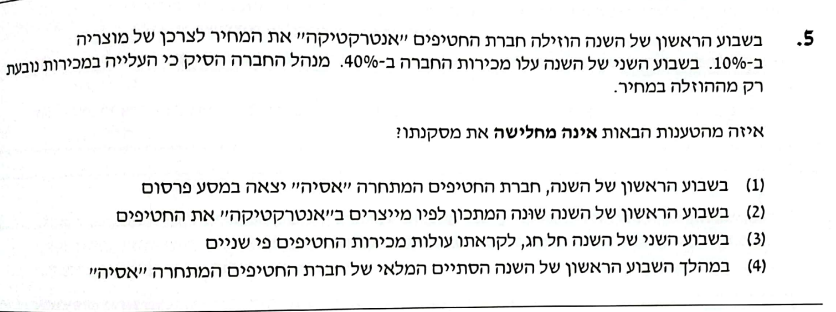 5. בשבוע הראשון של השנה הוזילה חברת החטיפים "אנטרקטיקה" את המחיר לצרכן של מוצריה
ב-10%. בשבוע השני של השנה עלו מכירות החברה ב-40%. מנהל החברה הסיק כי העלייה במכירות נובעת
רק מההוזלה במחיר.
איזה מהטענות הבאות אינה מחלישה את מסקנתו?
(1) בשבוע הראשון של השנה, חברת החטיפים המתחרה "אסיה" יצאה במסע פרסום
(2) בשבוע הראשון של השנה שוּנה המתכון לפיו מייצרים ב"אנטרקטיקה" את החטיפים
(3) בשבוע השני של השנה חל חג, לקראתו עולות מכירות החטיפים פי שניים
(4) במהלך השבוע הראשון של השנה הסתיים המלאי של חברת החטיפים המתחרה "אסיה"